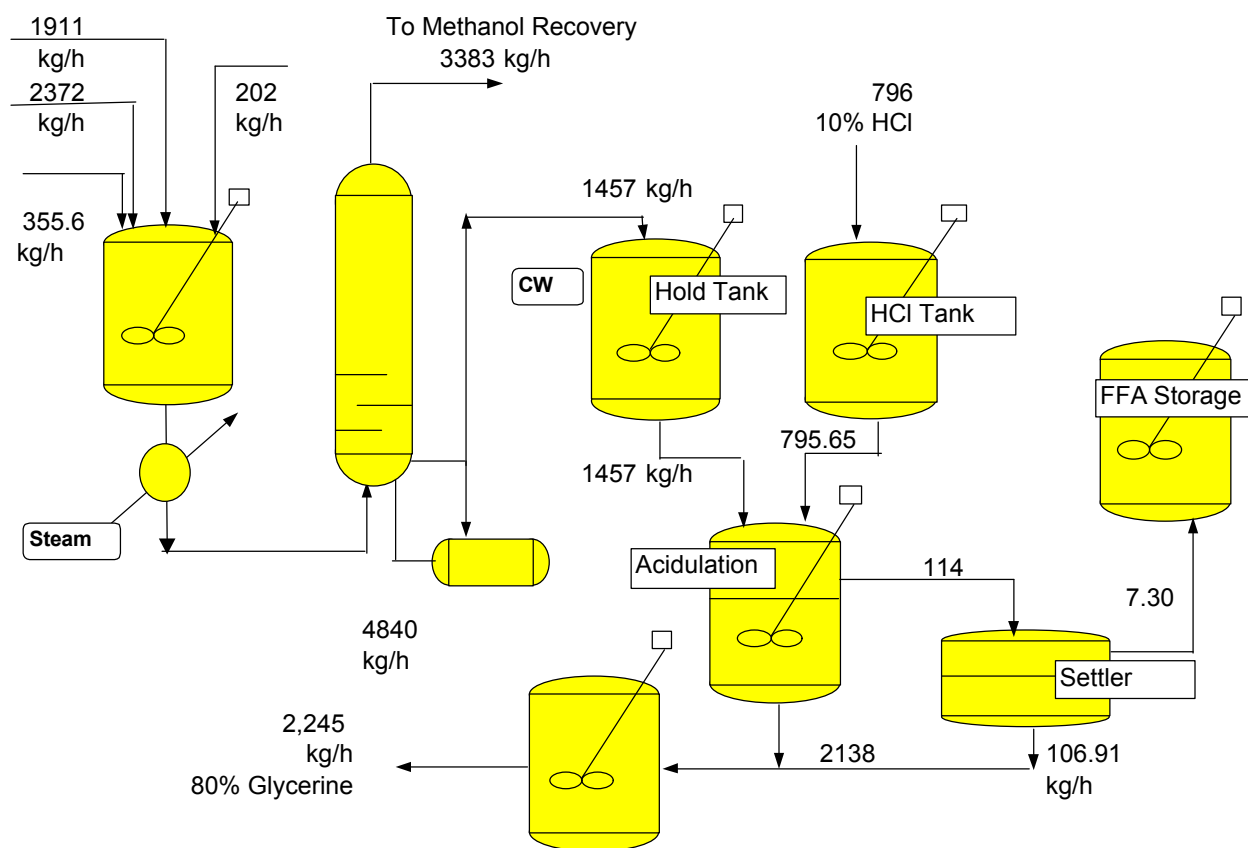 1911
kg/h
2372
kg/h
202
kg/h
355.6
kg/h
To Methanol Recovery
3383 kg/h
796
10% HCl
1457 kg/h
CW
Hold Tank
HCl Tank
FFA Storage
795.65
1457 kg/h
Steam
Acidulation
114
7.30
Settler
4840
kg/h
2,245
kg/h
80% Glycerine
2138
106.91
kg/h